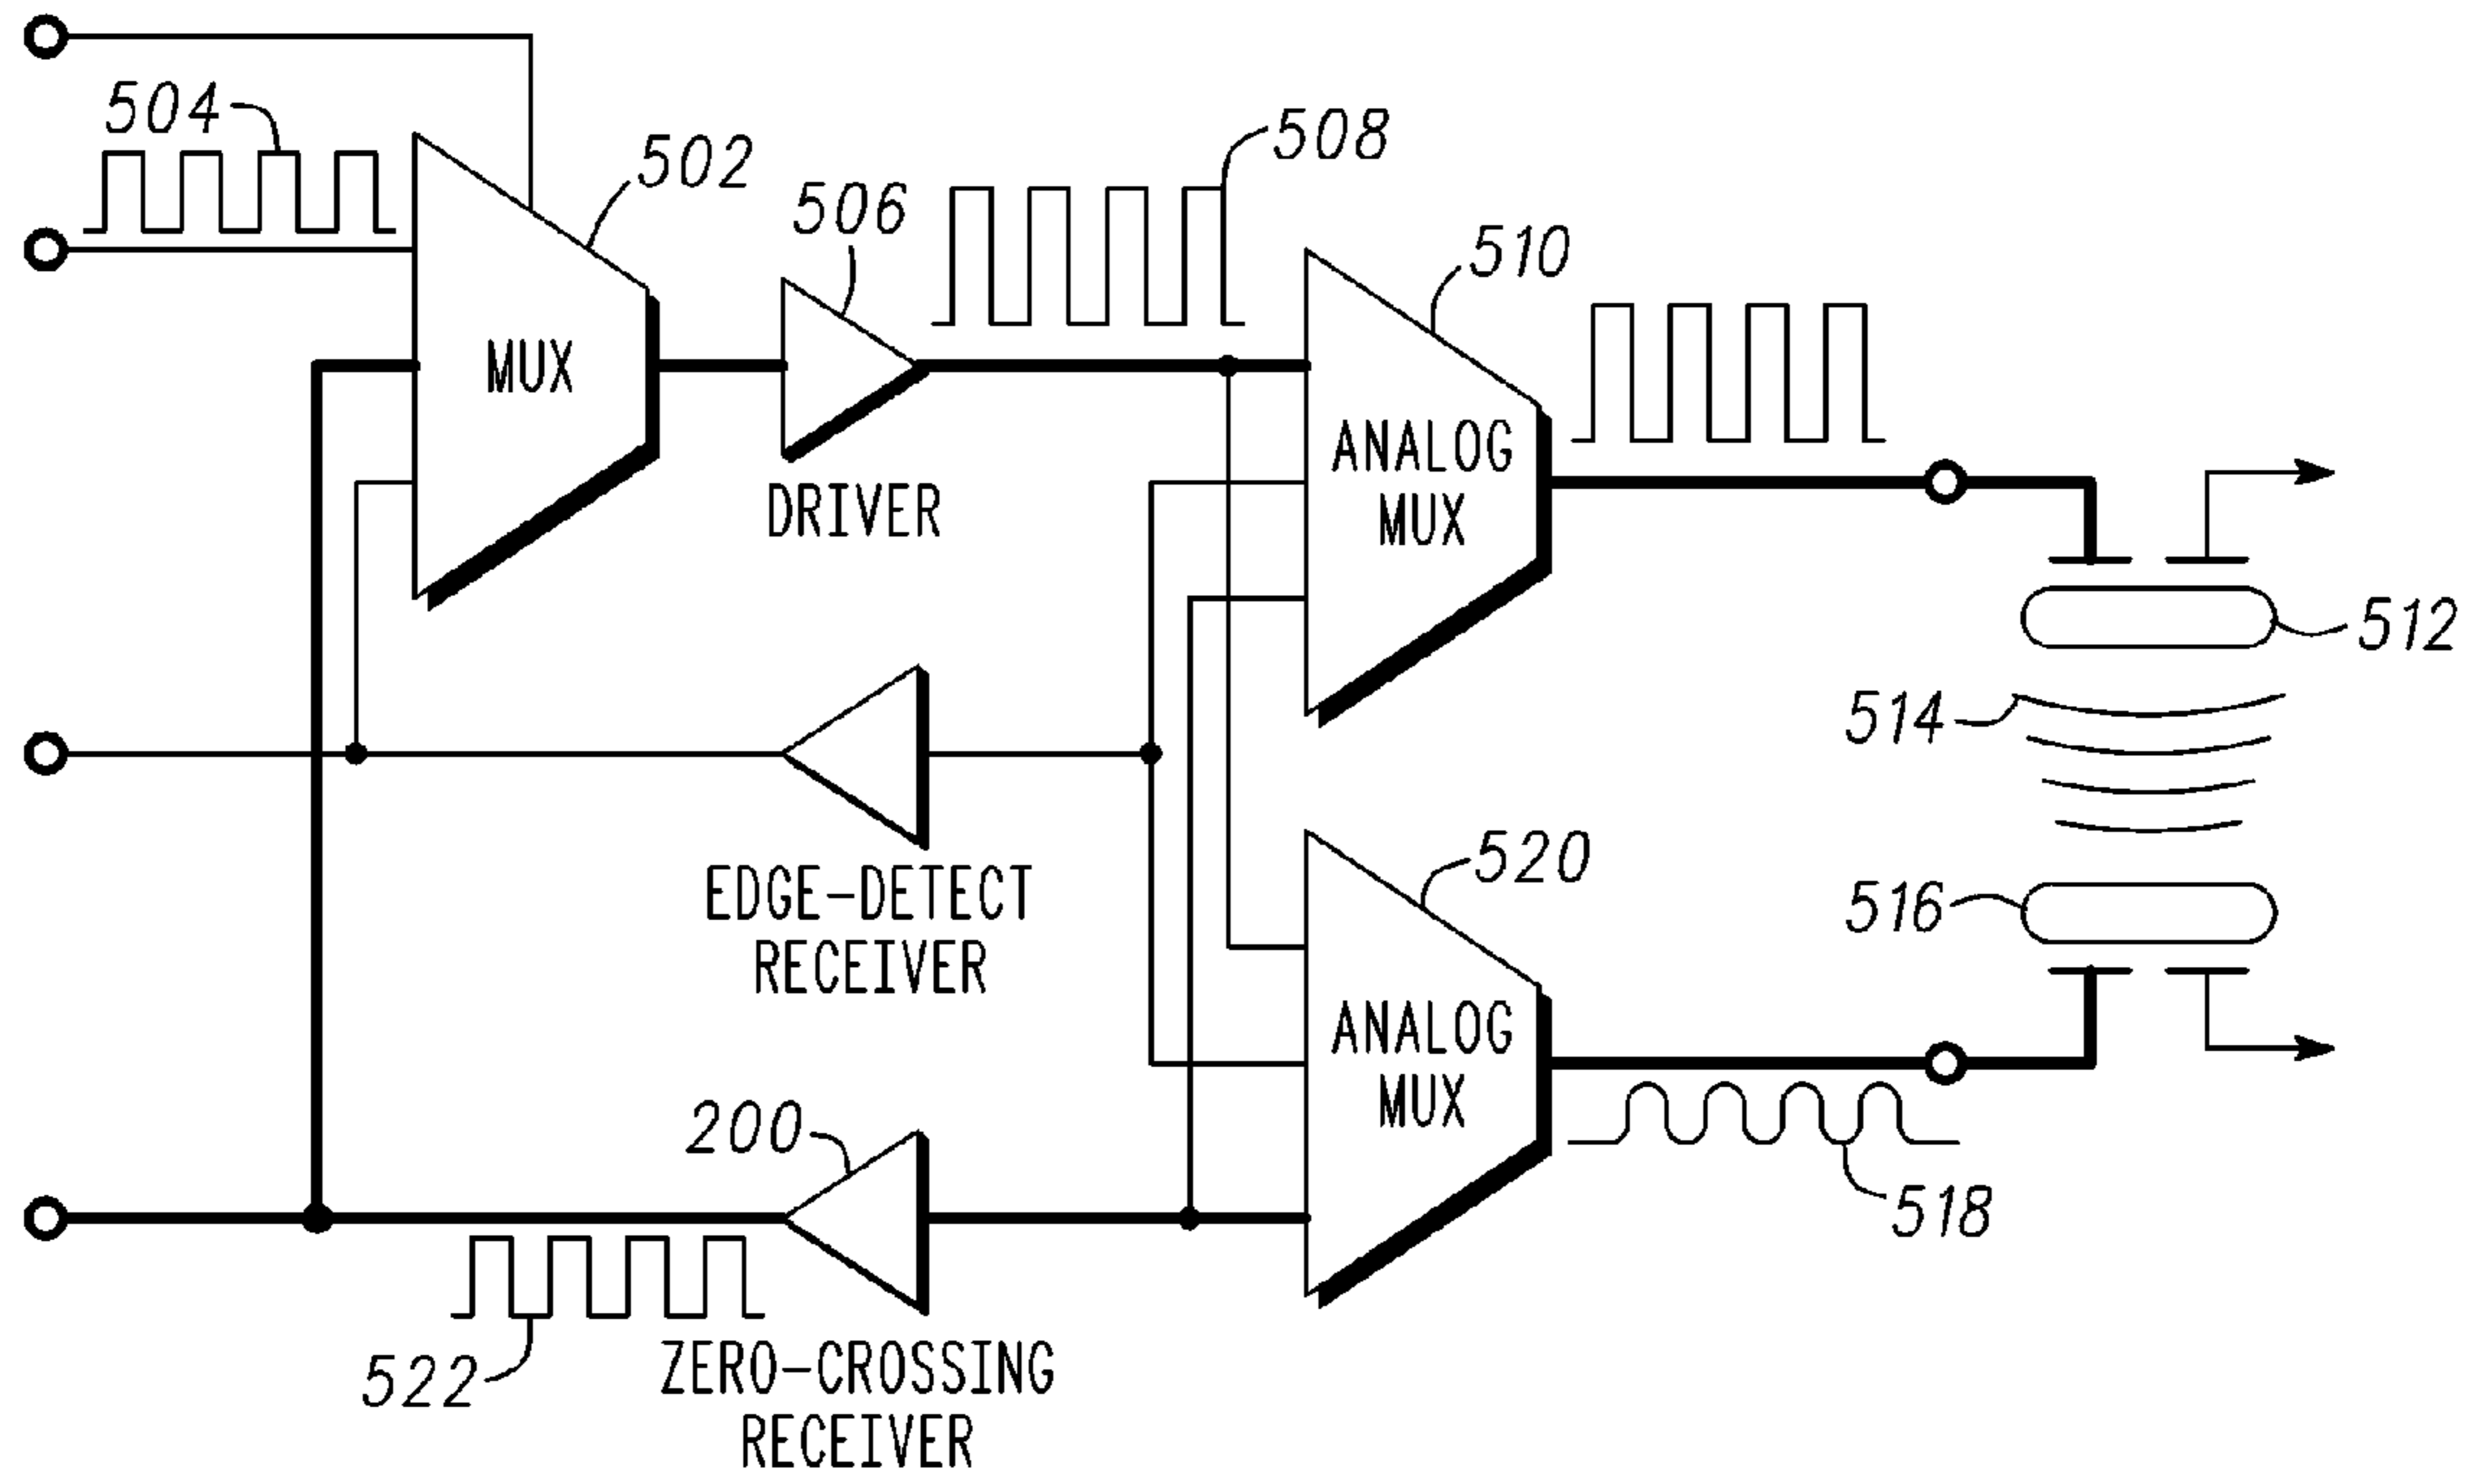 504
502
506
508
510
MUX
DRIVER
ANALOG
MUX
512
514
EDGE-DETECT
RECEIVER
520
516
ANALOG
MUX
200
518
522
ZERO-CROSSING
RECEIVER